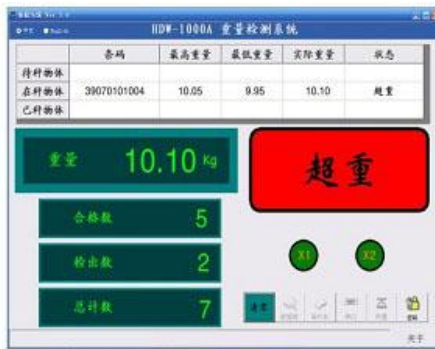 HDW-1000A 重量检测系统
条码 最高重量 最低重量 实际重量 状态
待秤物体
在秤物体 39070101004 10.05 9.95 10.10 超重
已秤物体
重量 10.10 Kg
超重
合格数 5
检出数 2
X1 X2
总计数 7
清零
关于